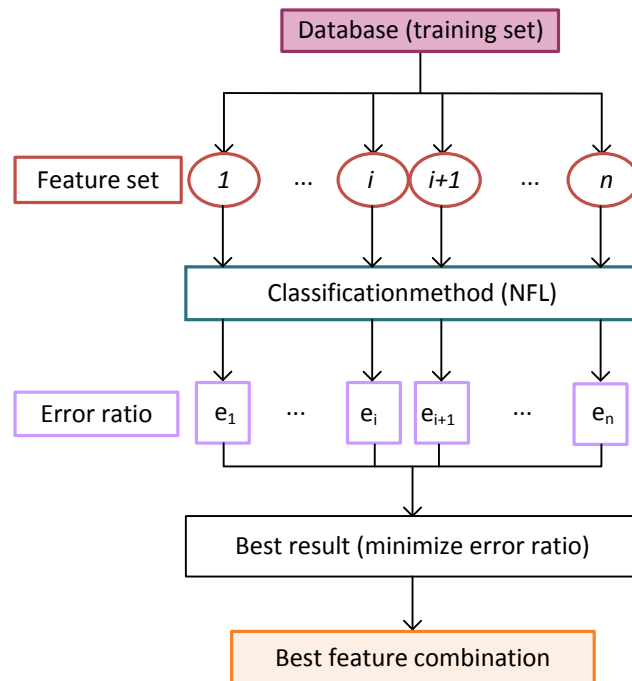 Database (training set)
Feature set 1 ... i i+1 ... n
Classificationmethod (NFL)
Error ratio e₁ ... eᵢ eᵢ₊₁ ... eₙ
Best result (minimize error ratio)
Best feature combination